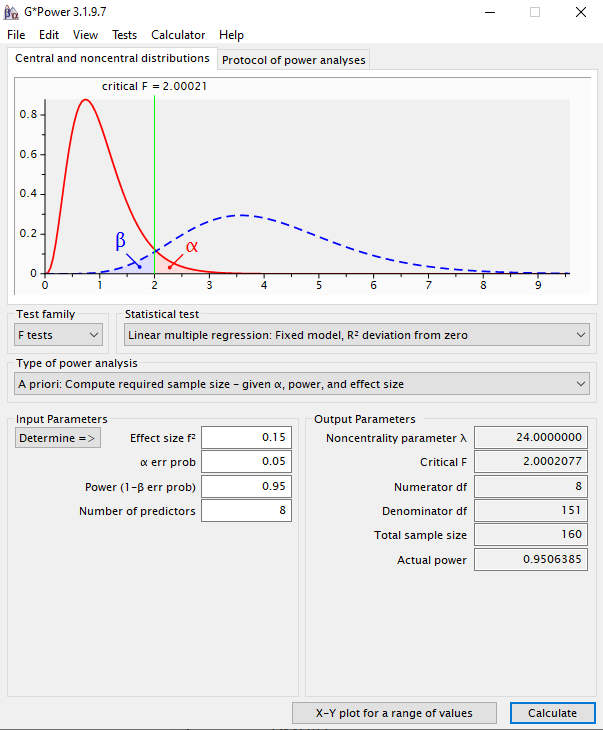 G*Power 3.1.9.7
File Edit View Tests Calculator Help
Central and noncentral distributions Protocol of power analyses
critical F = 2.00021
0.8
0.6
0.4
0.2
0
β α
0 1 2 3 4 5 6 7 8 9
Test family Statistical test
F tests Linear multiple regression: Fixed model, R² deviation from zero
Type of power analysis
A priori: Compute required sample size – given α, power, and effect size
Input Parameters
Determine =>
Effect size f² 0.15
α err prob 0.05
Power (1-β err prob) 0.95
Number of predictors 8
Output Parameters
Noncentrality parameter λ 24.0000000
Critical F 2.0002077
Numerator df 8
Denominator df 151
Total sample size 160
Actual power 0.9506385
X-Y plot for a range of values Calculate